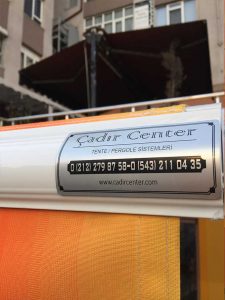 Çadır Center
TENTE / PERGOLE SİSTEMLERİ
0 (212) 279 87 58-0 (543) 211 04 35
www.cadircenter.com